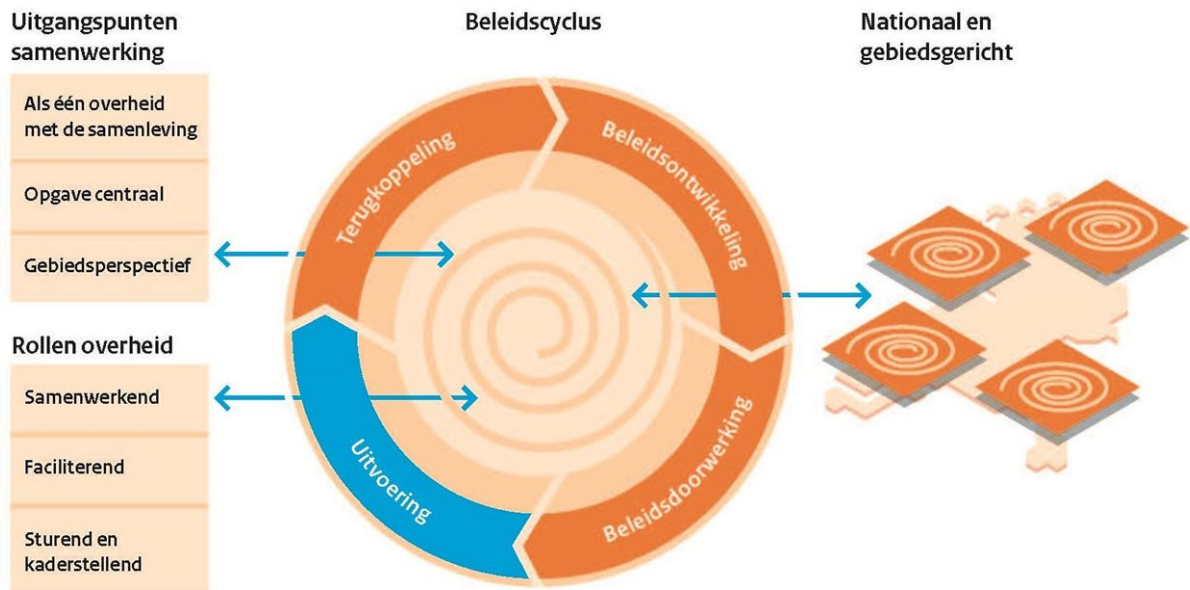 Uitgangspunten
samenwerking
Als één overheid
met de samenleving
Opgave centraal
Gebiedsperspectief
Rollen overheid
Samenwerkend
Faciliterend
Sturend en
kaderstellend
Beleidscyclus
Terugkoppeling
Beleidsontwikkeling
Beleidsdoorwerking
Uitvoering
Nationaal en
gebiedsgericht